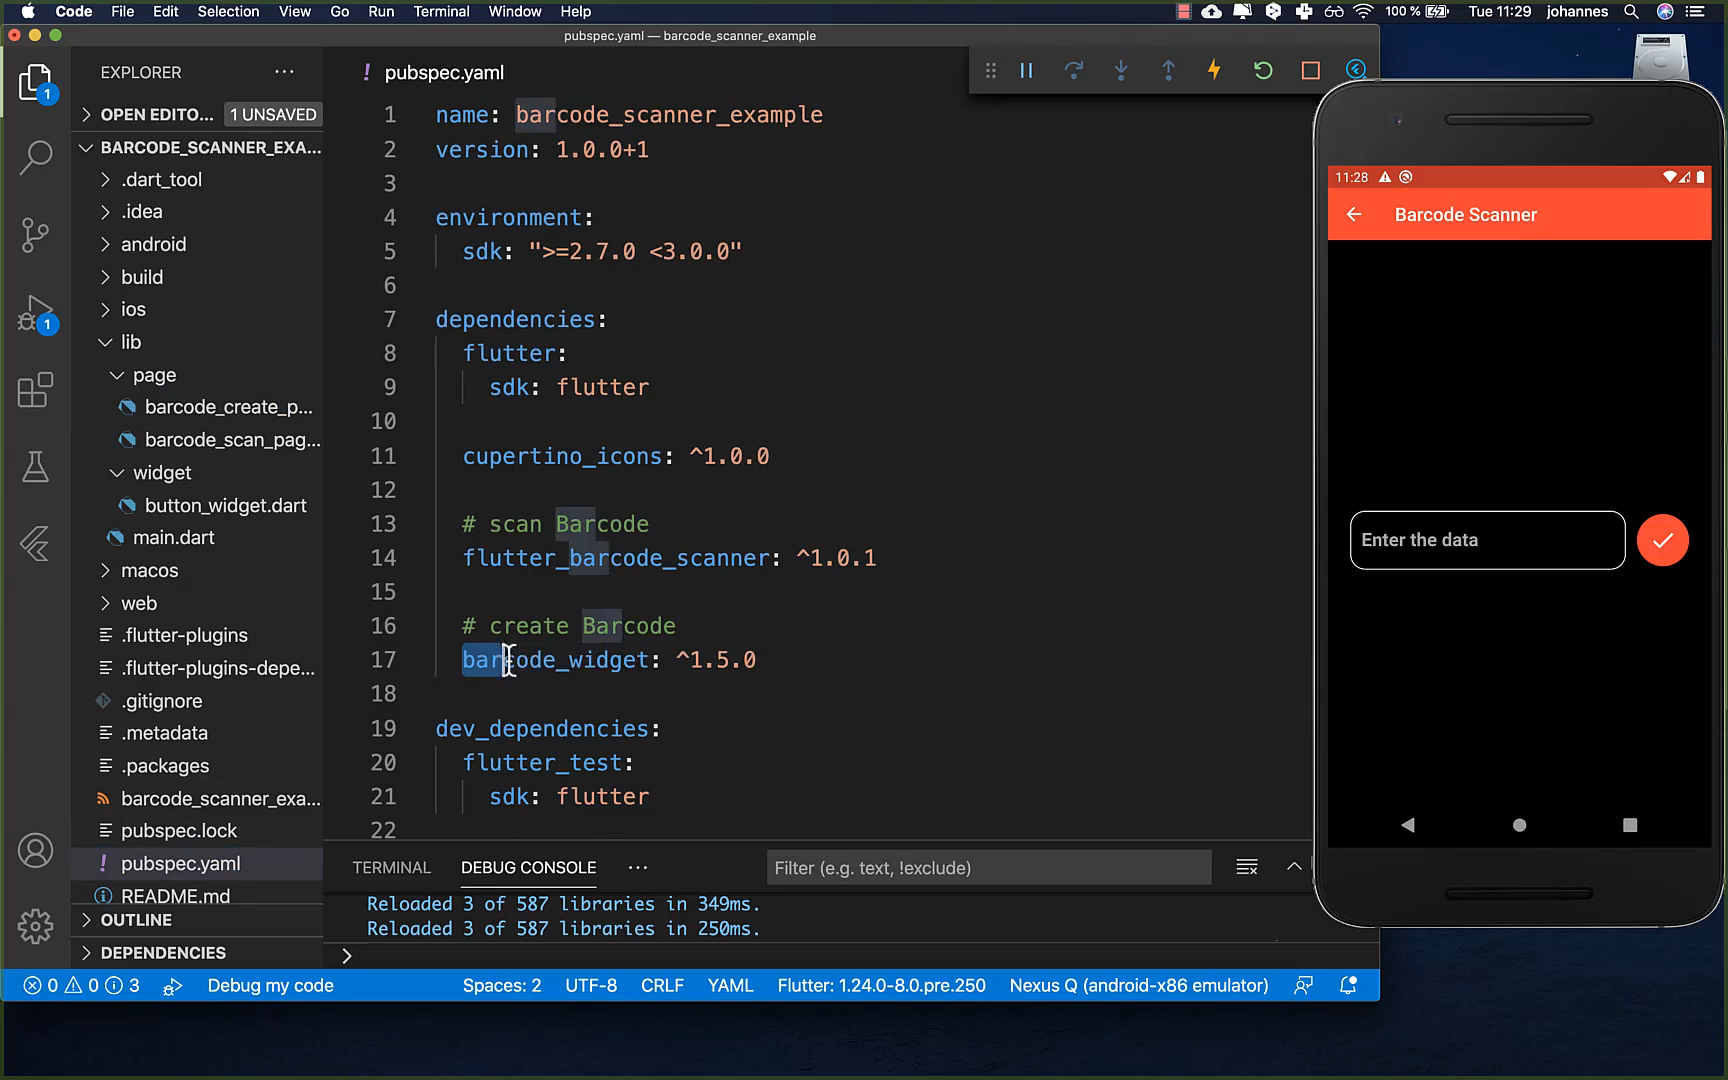 Code File Edit Selection View Go Run Terminal Window Help 100 % Tue 11:29 johannes
pubspec.yaml — barcode_scanner_example
EXPLORER ···
OPEN EDITO... 1 UNSAVED
BARCODE_SCANNER_EXA...
.dart_tool
.idea
android
build
ios
lib
page
barcode_create_p...
barcode_scan_pag...
widget
button_widget.dart
main.dart
macos
web
.flutter-plugins
.flutter-plugins-depe...
.gitignore
.metadata
.packages
barcode_scanner_exa...
pubspec.lock
! pubspec.yaml
README.md
OUTLINE
DEPENDENCIES
1
1
! pubspec.yaml
1 name: barcode_scanner_example
2 version: 1.0.0+1
3
4 environment:
5 sdk: ">=2.7.0 <3.0.0"
6
7 dependencies:
8 flutter:
9 sdk: flutter
10
11 cupertino_icons: ^1.0.0
12
13 # scan Barcode
14 flutter_barcode_scanner: ^1.0.1
15
16 # create Barcode
17 barcode_widget: ^1.5.0
18
19 dev_dependencies:
20 flutter_test:
21 sdk: flutter
22
TERMINAL DEBUG CONSOLE ··· Filter (e.g. text, !exclude)
Reloaded 3 of 587 libraries in 349ms.
Reloaded 3 of 587 libraries in 250ms.
0 0 3 Debug my code Spaces: 2 UTF-8 CRLF YAML Flutter: 1.24.0-8.0.pre.250 Nexus Q (android-x86 emulator)
11:28
Barcode Scanner
Enter the data